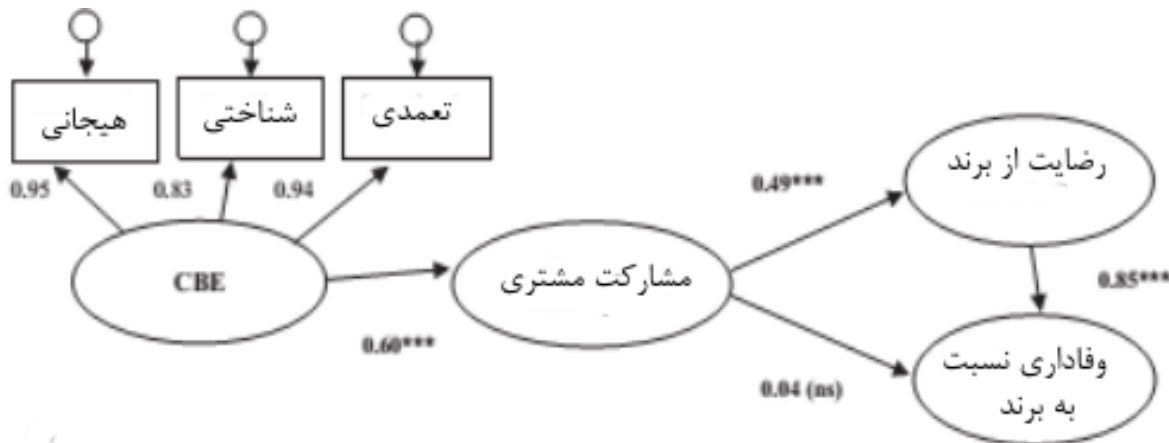 هیجانی
شناختی
تعمدی
0.95
0.83
0.94
CBE
0.60***
مشارکت مشتری
0.49***
رضایت از برند
0.85***
0.04 (ns)
وفاداری نسبت
به برند